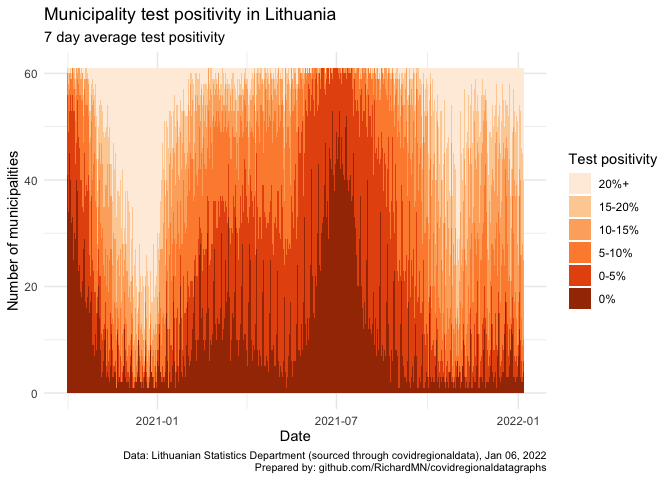 Municipality test positivity in Lithuania
7 day average test positivity
60
40
20
0
Number of municipalities
2021-01
2021-07
2022-01
Date
Test positivity
20%+
15-20%
10-15%
5-10%
0-5%
0%
Data: Lithuanian Statistics Department (sourced through covidregionaldata), Jan 06, 2022
Prepared by: github.com/RichardMN/covidregionaldatagraphs